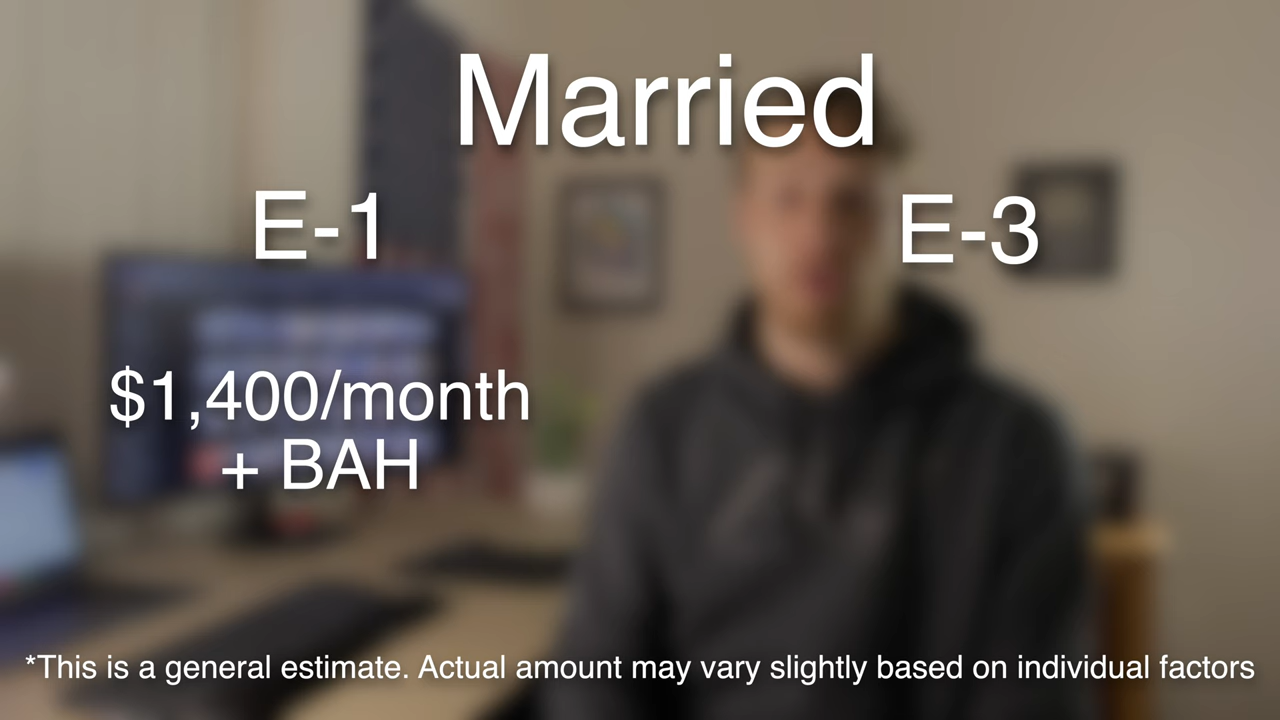 Married
E-1
E-3
$1,400/month
+ BAH
*This is a general estimate. Actual amount may vary slightly based on individual factors